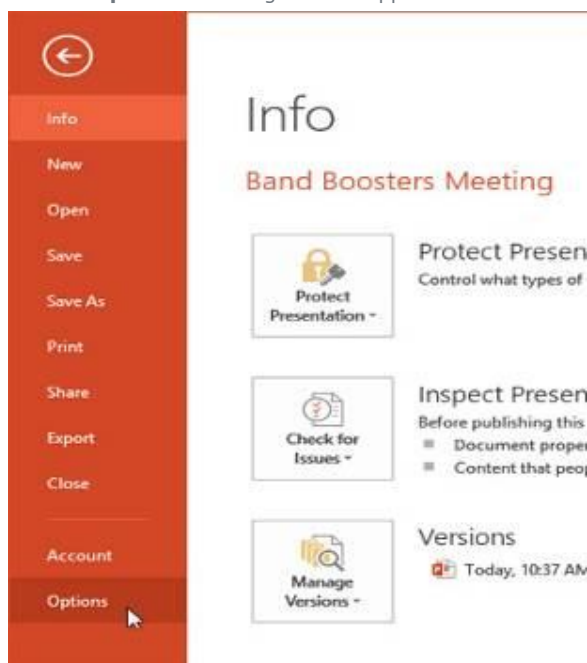 Info
New
Open
Save
Save As
Print
Share
Export
Close
Account
Options
Info
Band Boosters Meeting
Protect
Presentation
Protect Presen
Control what types of
Check for
Issues
Inspect Presen
Before publishing this
Document proper
Content that peop
Manage
Versions
Versions
Today, 10:37 AM